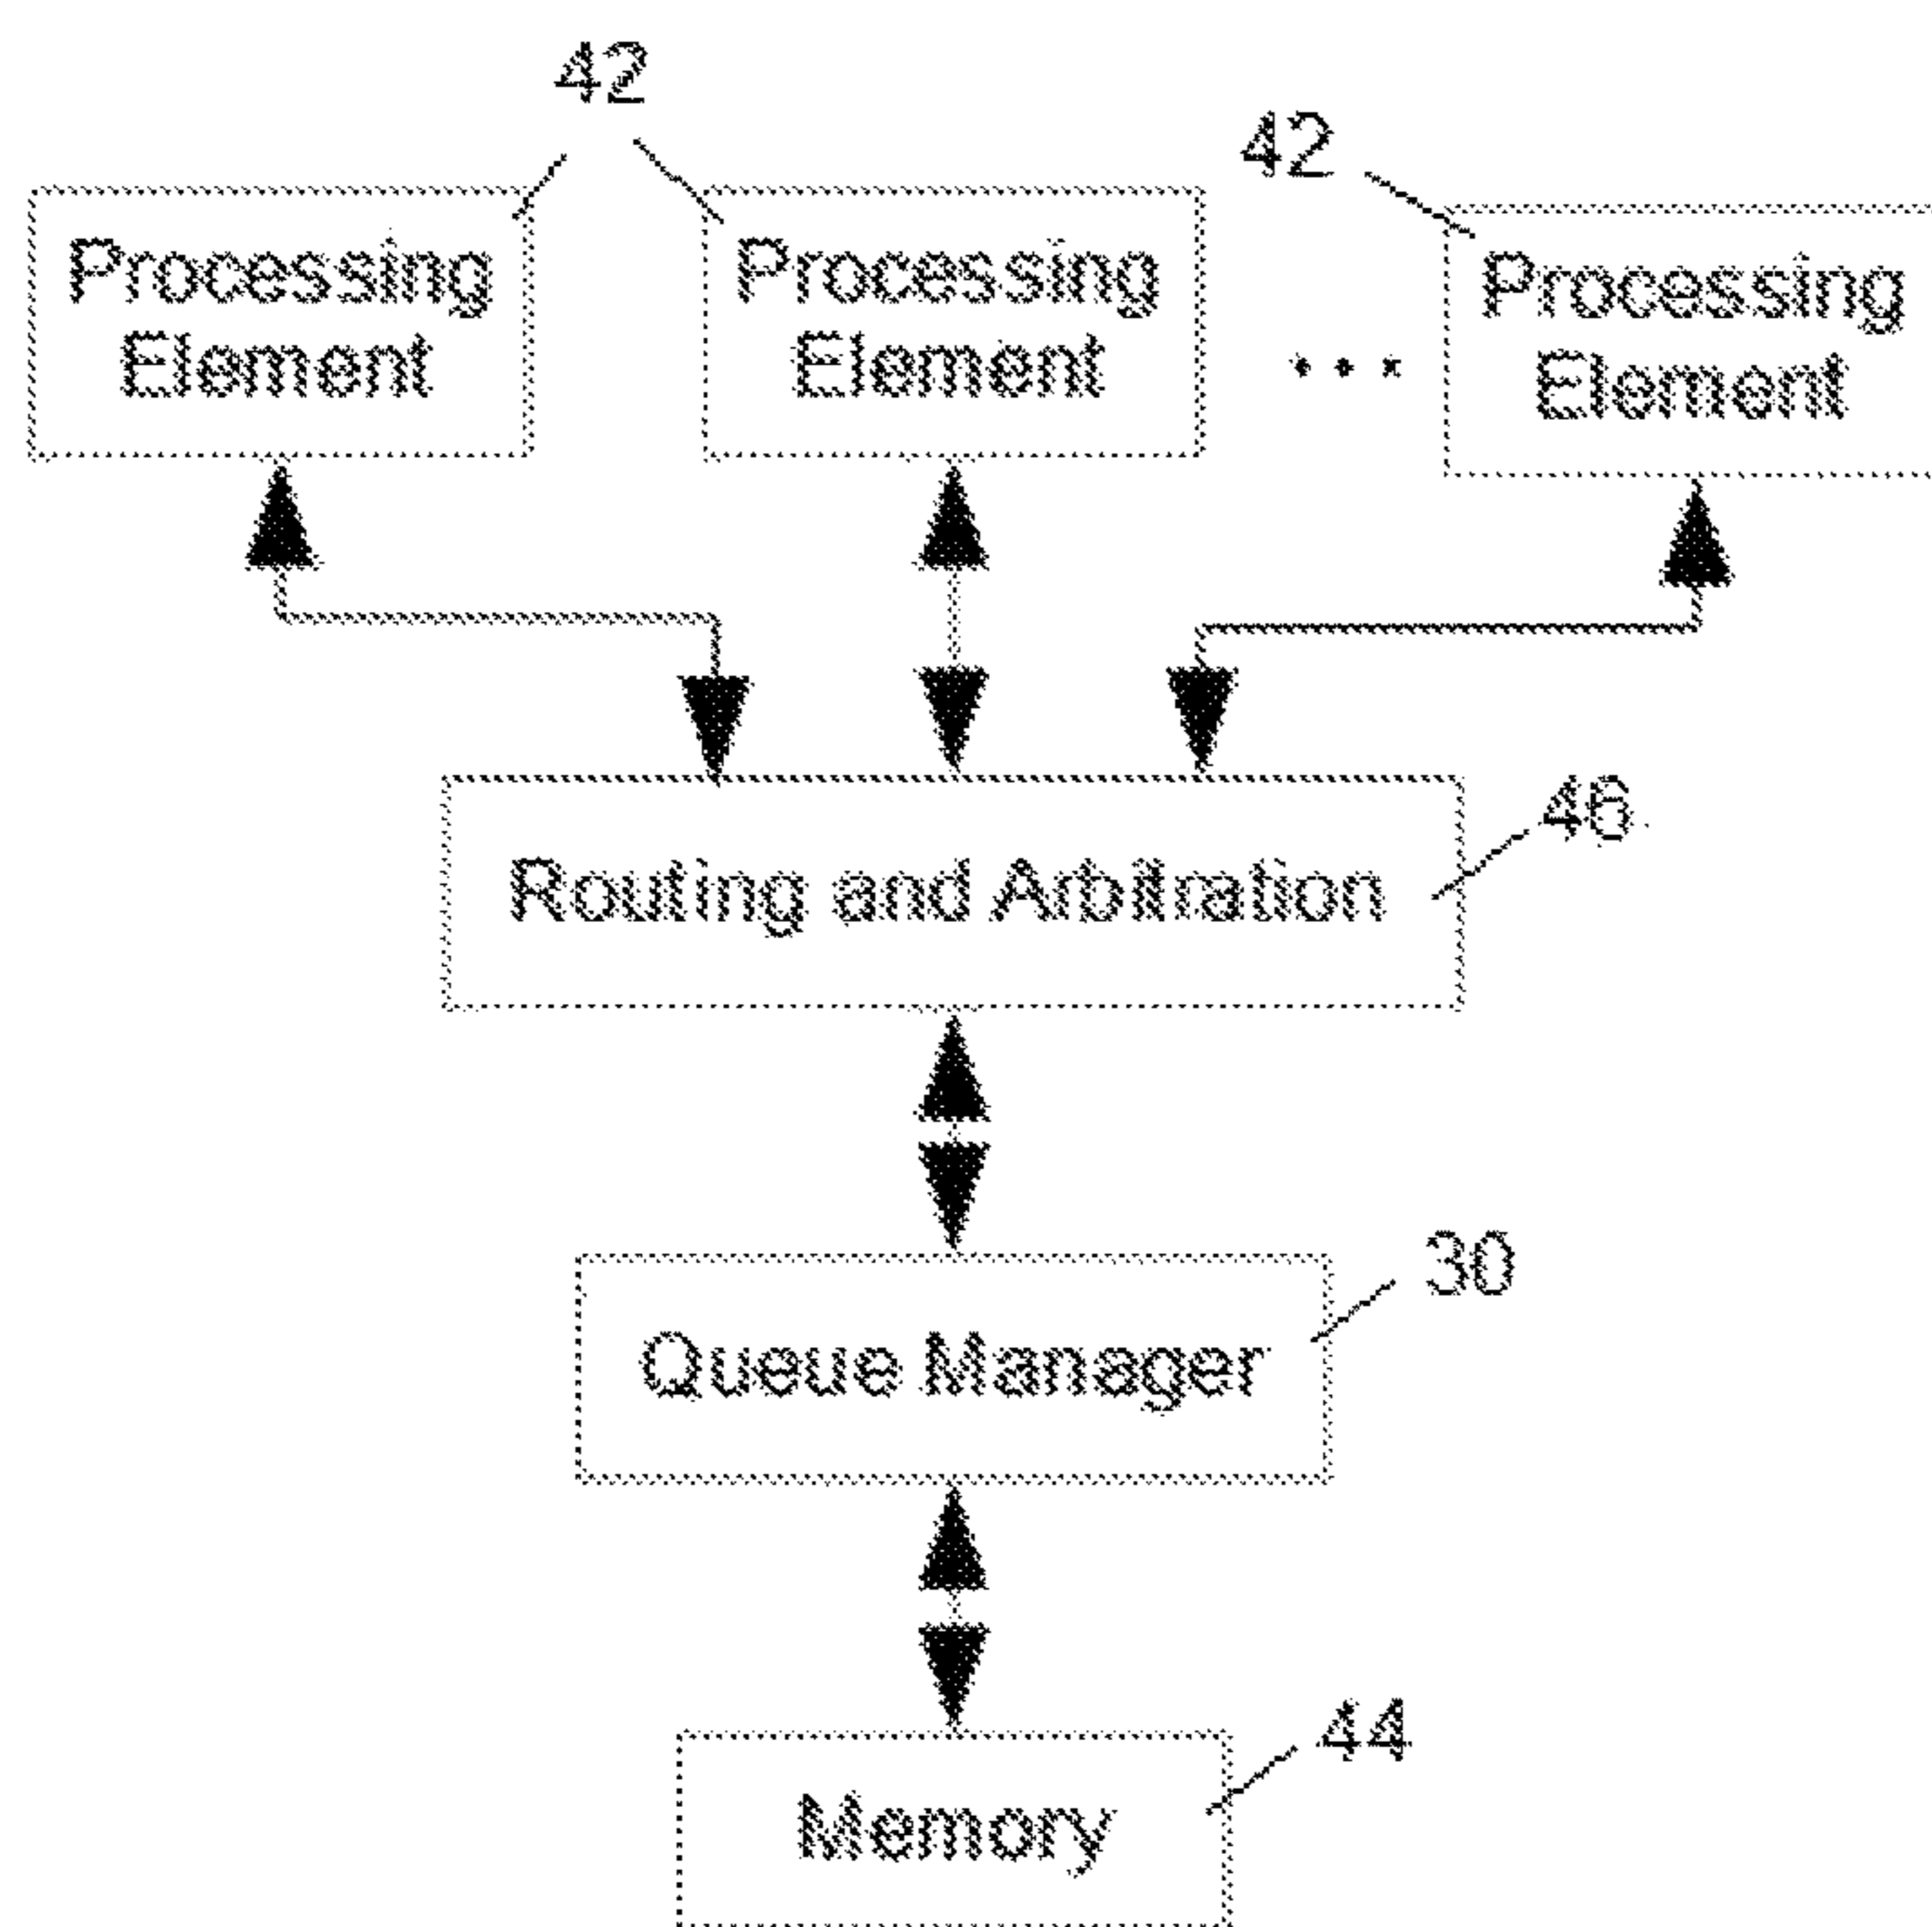 42
42
Processing
Element
Processing
Element
...
Processing
Element
46
Routing and Arbitration
30
Queue Manager
44
Memory